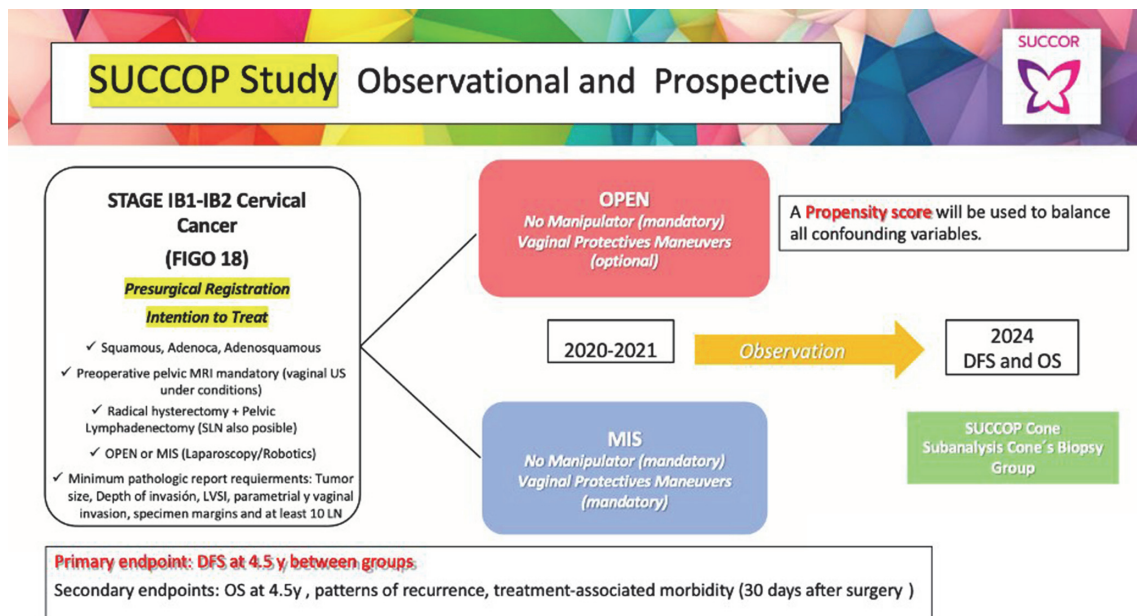 SUCCOP Study Observational and Prospective
SUCCOR
STAGE IB1-IB2 Cervical
Cancer
(FIGO 18)
Presurgical Registration
Intention to Treat
✓ Squamous, Adenoca, Adenosquamous
✓ Preoperative pelvic MRI mandatory (vaginal US
under conditions)
✓ Radical hysterectomy + Pelvic
Lymphadenectomy (SLN also posible)
✓ OPEN or MIS (Laparoscopy/Robotics)
✓ Minimum pathologic report requierments: Tumor
size, Depth of invasión, LVSI, parametrial y vaginal
invasion, specimen margins and at least 10 LN
OPEN
No Manipulator (mandatory)
Vaginal Protectives Maneuvers
(optional)
A Propensity score will be used to balance
all confounding variables.
2020-2021
Observation
2024
DFS and OS
MIS
No Manipulator (mandatory)
Vaginal Protectives Maneuvers
(mandatory)
SUCCOP Cone
Subanalysis Cone´s Biopsy
Group
Primary endpoint: DFS at 4.5 y between groups
Secondary endpoints: OS at 4.5y , patterns of recurrence, treatment-associated morbidity (30 days after surgery )